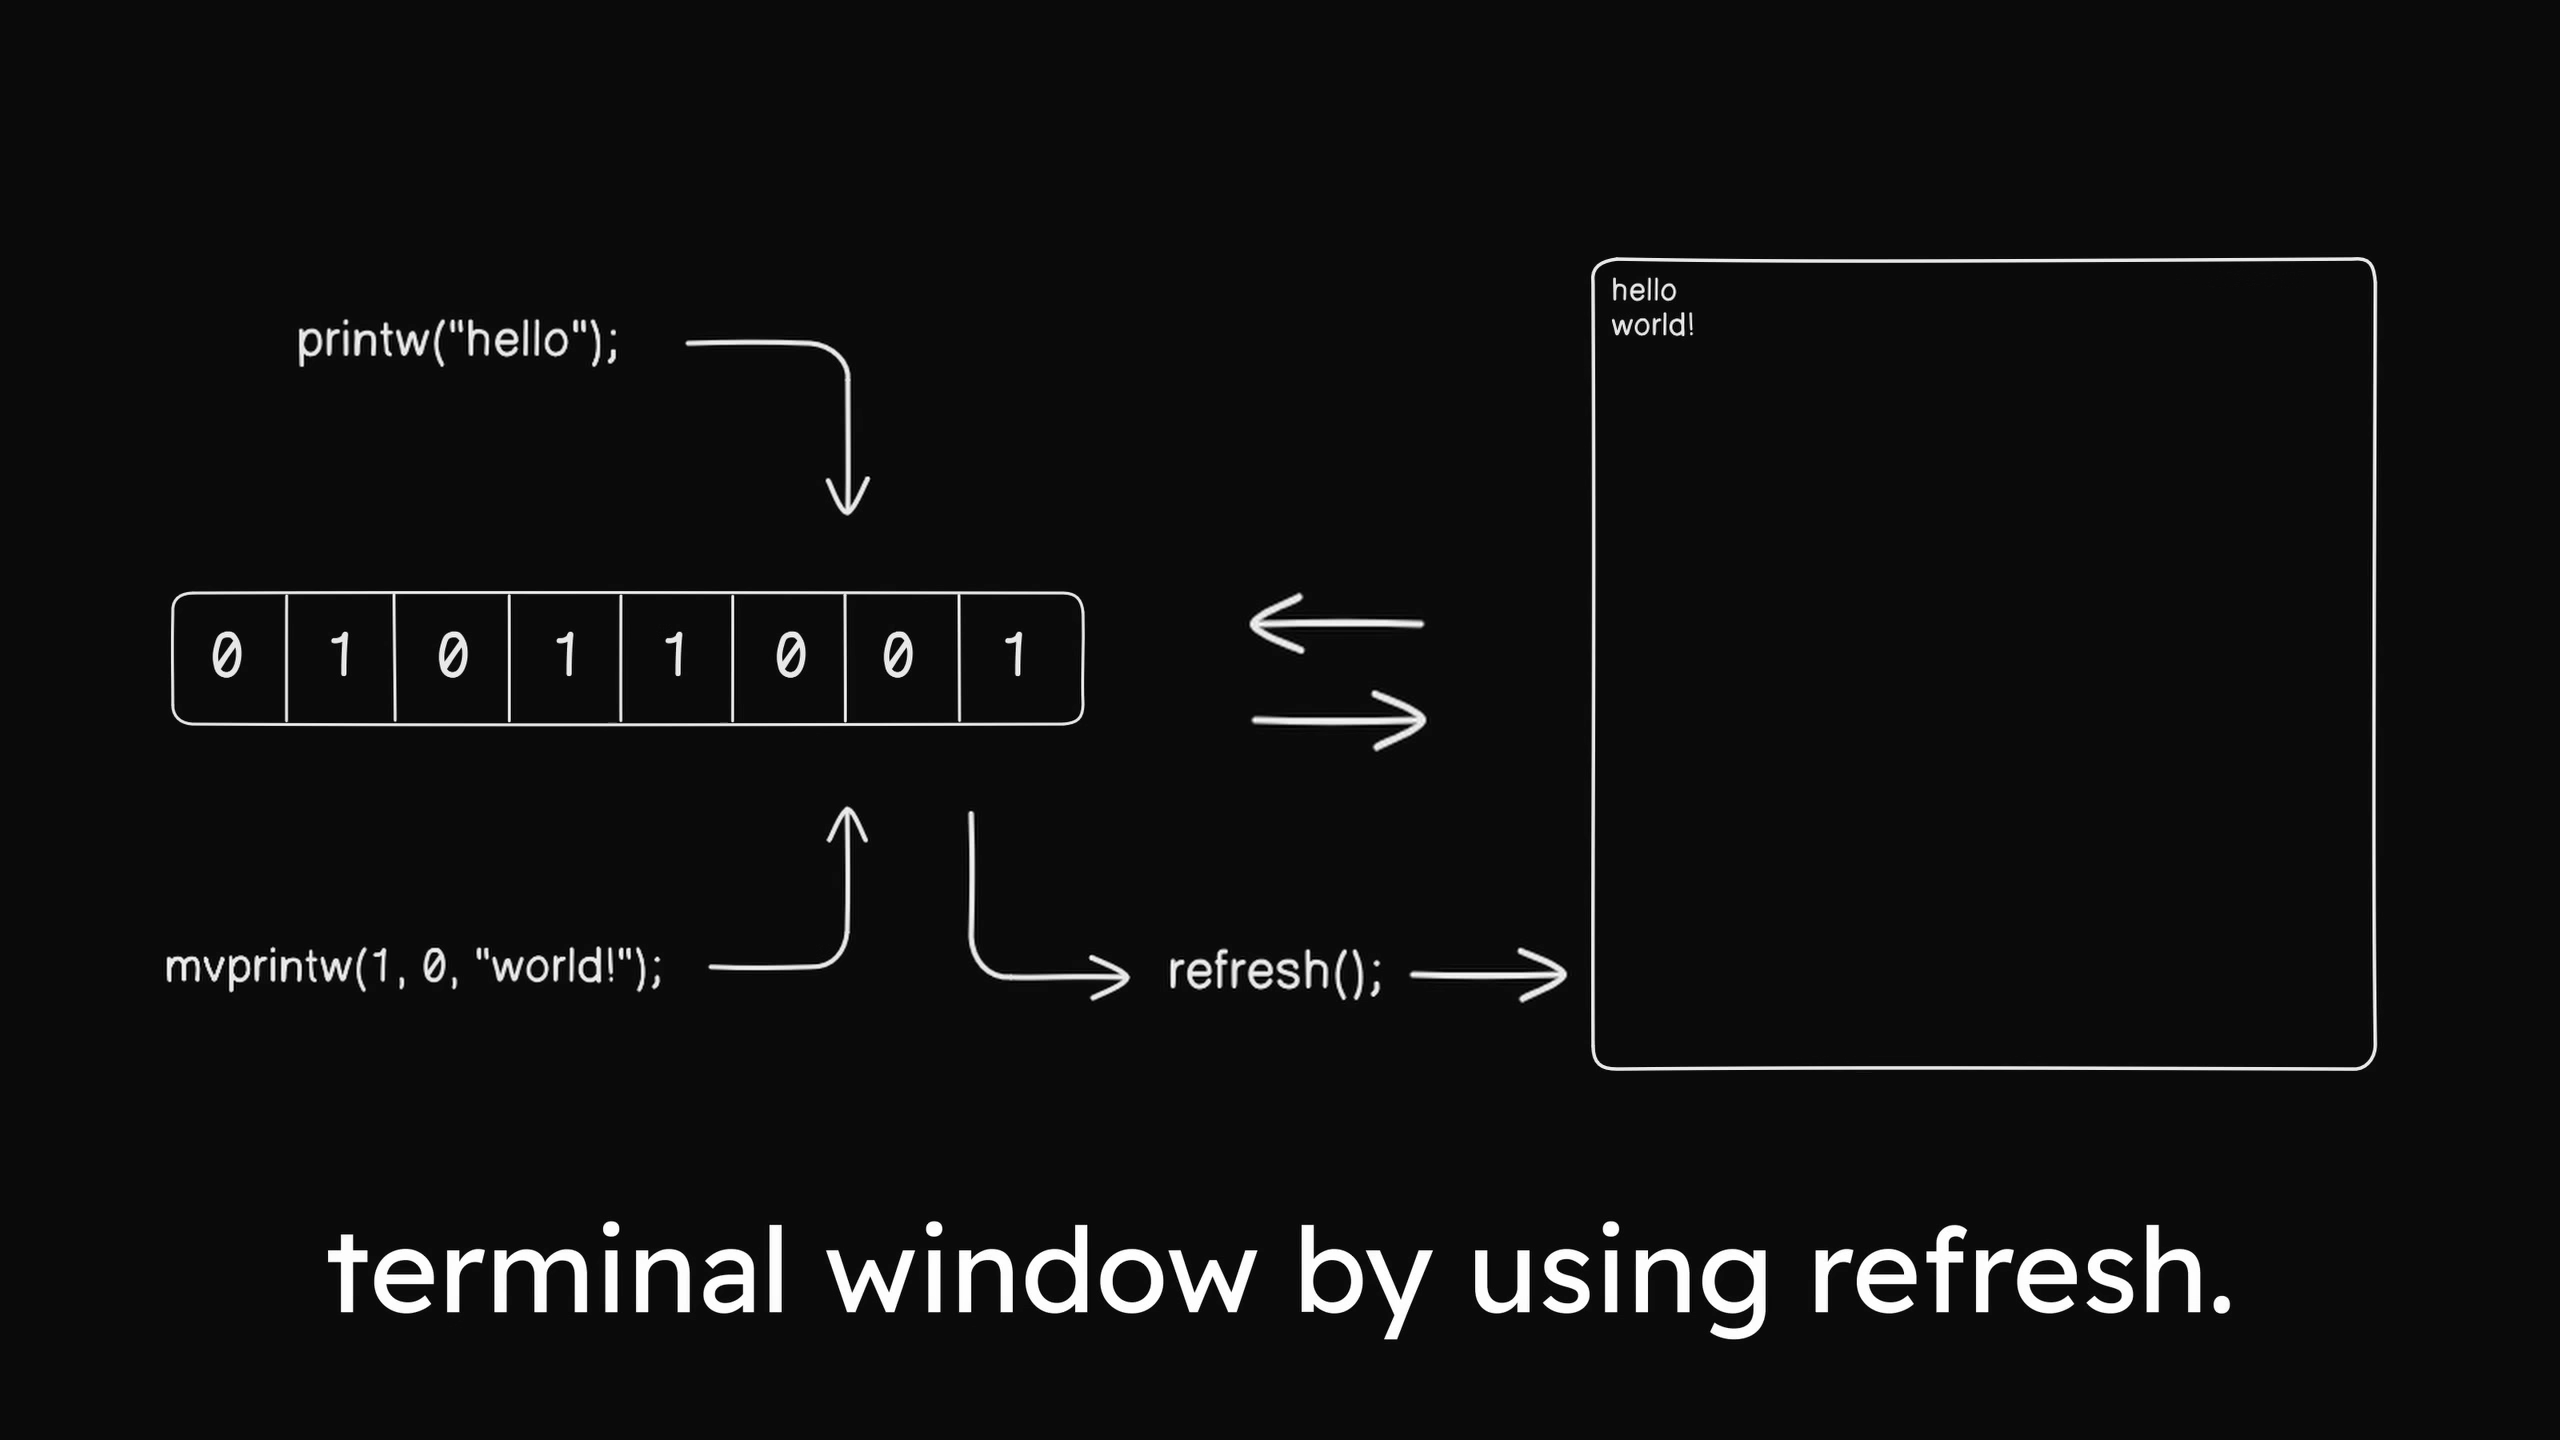 hello
world!
printw("hello");
0 1 0 1 1 0 0 1
mvprintw(1, 0, "world!");
refresh();
terminal window by using refresh.